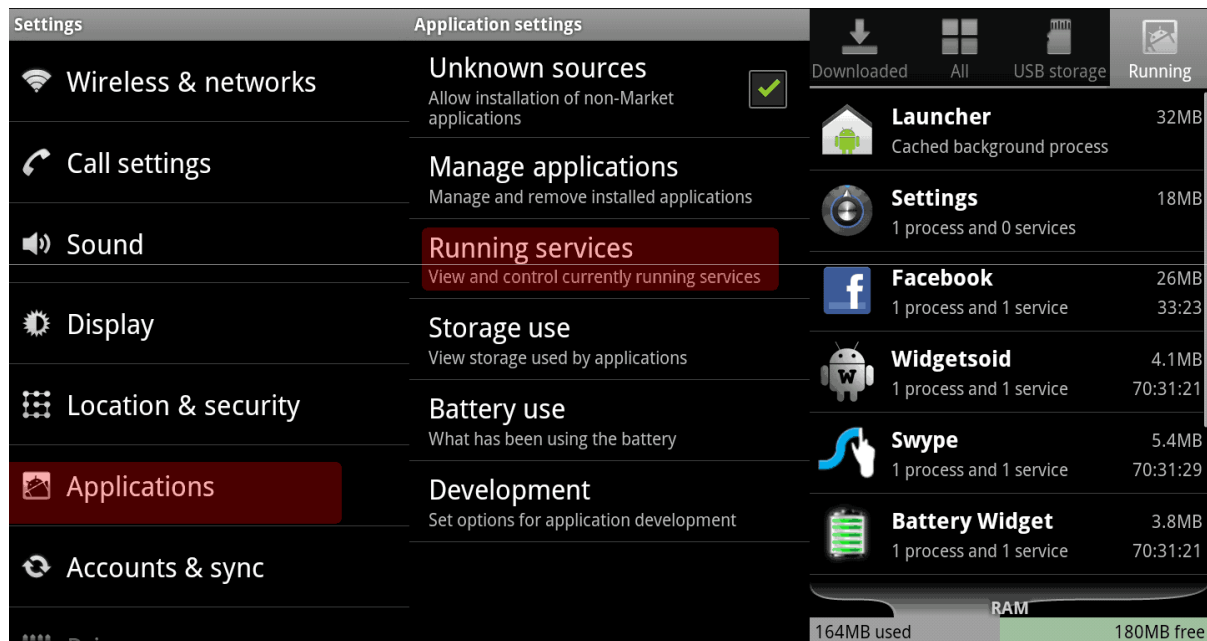 Settings
Wireless & networks
Call settings
Sound
Display
Location & security
Applications
Accounts & sync
Application settings
Unknown sources
Allow installation of non-Market
applications
Manage applications
Manage and remove installed applications
Running services
View and control currently running services
Storage use
View storage used by applications
Battery use
What has been using the battery
Development
Set options for application development
Downloaded All USB storage Running
Launcher 32MB
Cached background process
Settings 18MB
1 process and 0 services
Facebook 26MB
1 process and 1 service 33:23
Widgetsoid 4.1MB
1 process and 1 service 70:31:21
Swype 5.4MB
1 process and 1 service 70:31:29
Battery Widget 3.8MB
1 process and 1 service 70:31:21
RAM
164MB used 180MB free